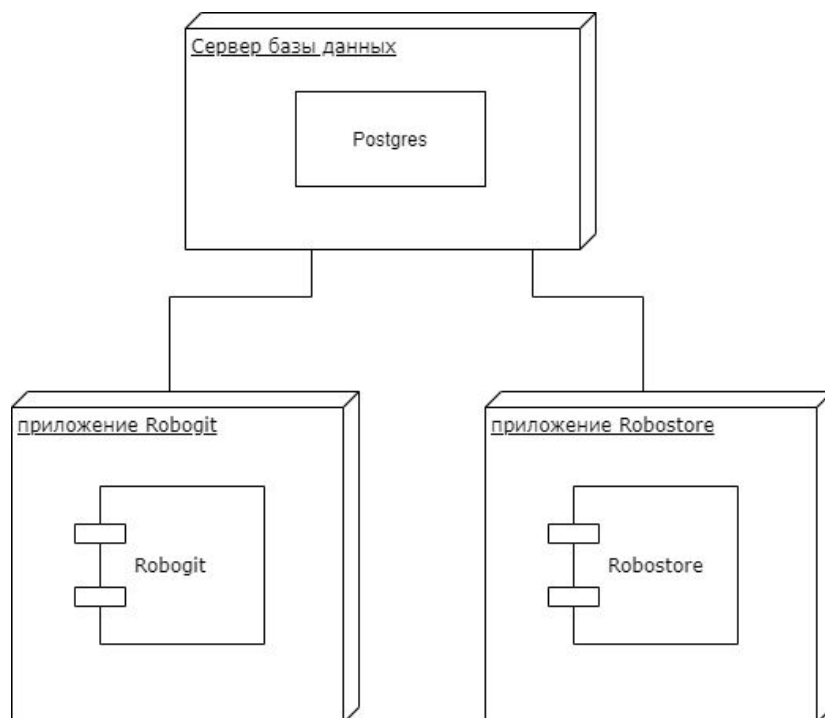 Сервер базы данных
Postgres
приложение Robogit
Robogit
приложение Robostore
Robostore